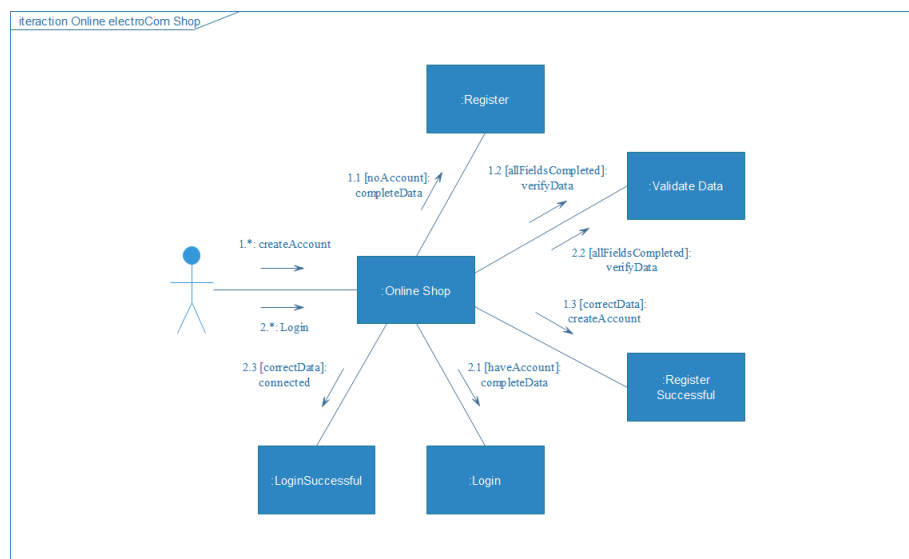 iteraction Online electroCom Shop
:Register
1.1 [noAccount]:
completeData
1.2 [allFieldsCompleted]:
verifyData
:Validate Data
2.2 [allFieldsCompleted]:
verifyData
1.*: createAccount
:Online Shop
2.*: Login
1.3 [correctData]:
createAccount
2.3 [correctData]:
connected
2.1 [haveAccount]:
completeData
:Register
Successful
:LoginSuccessful
:Login